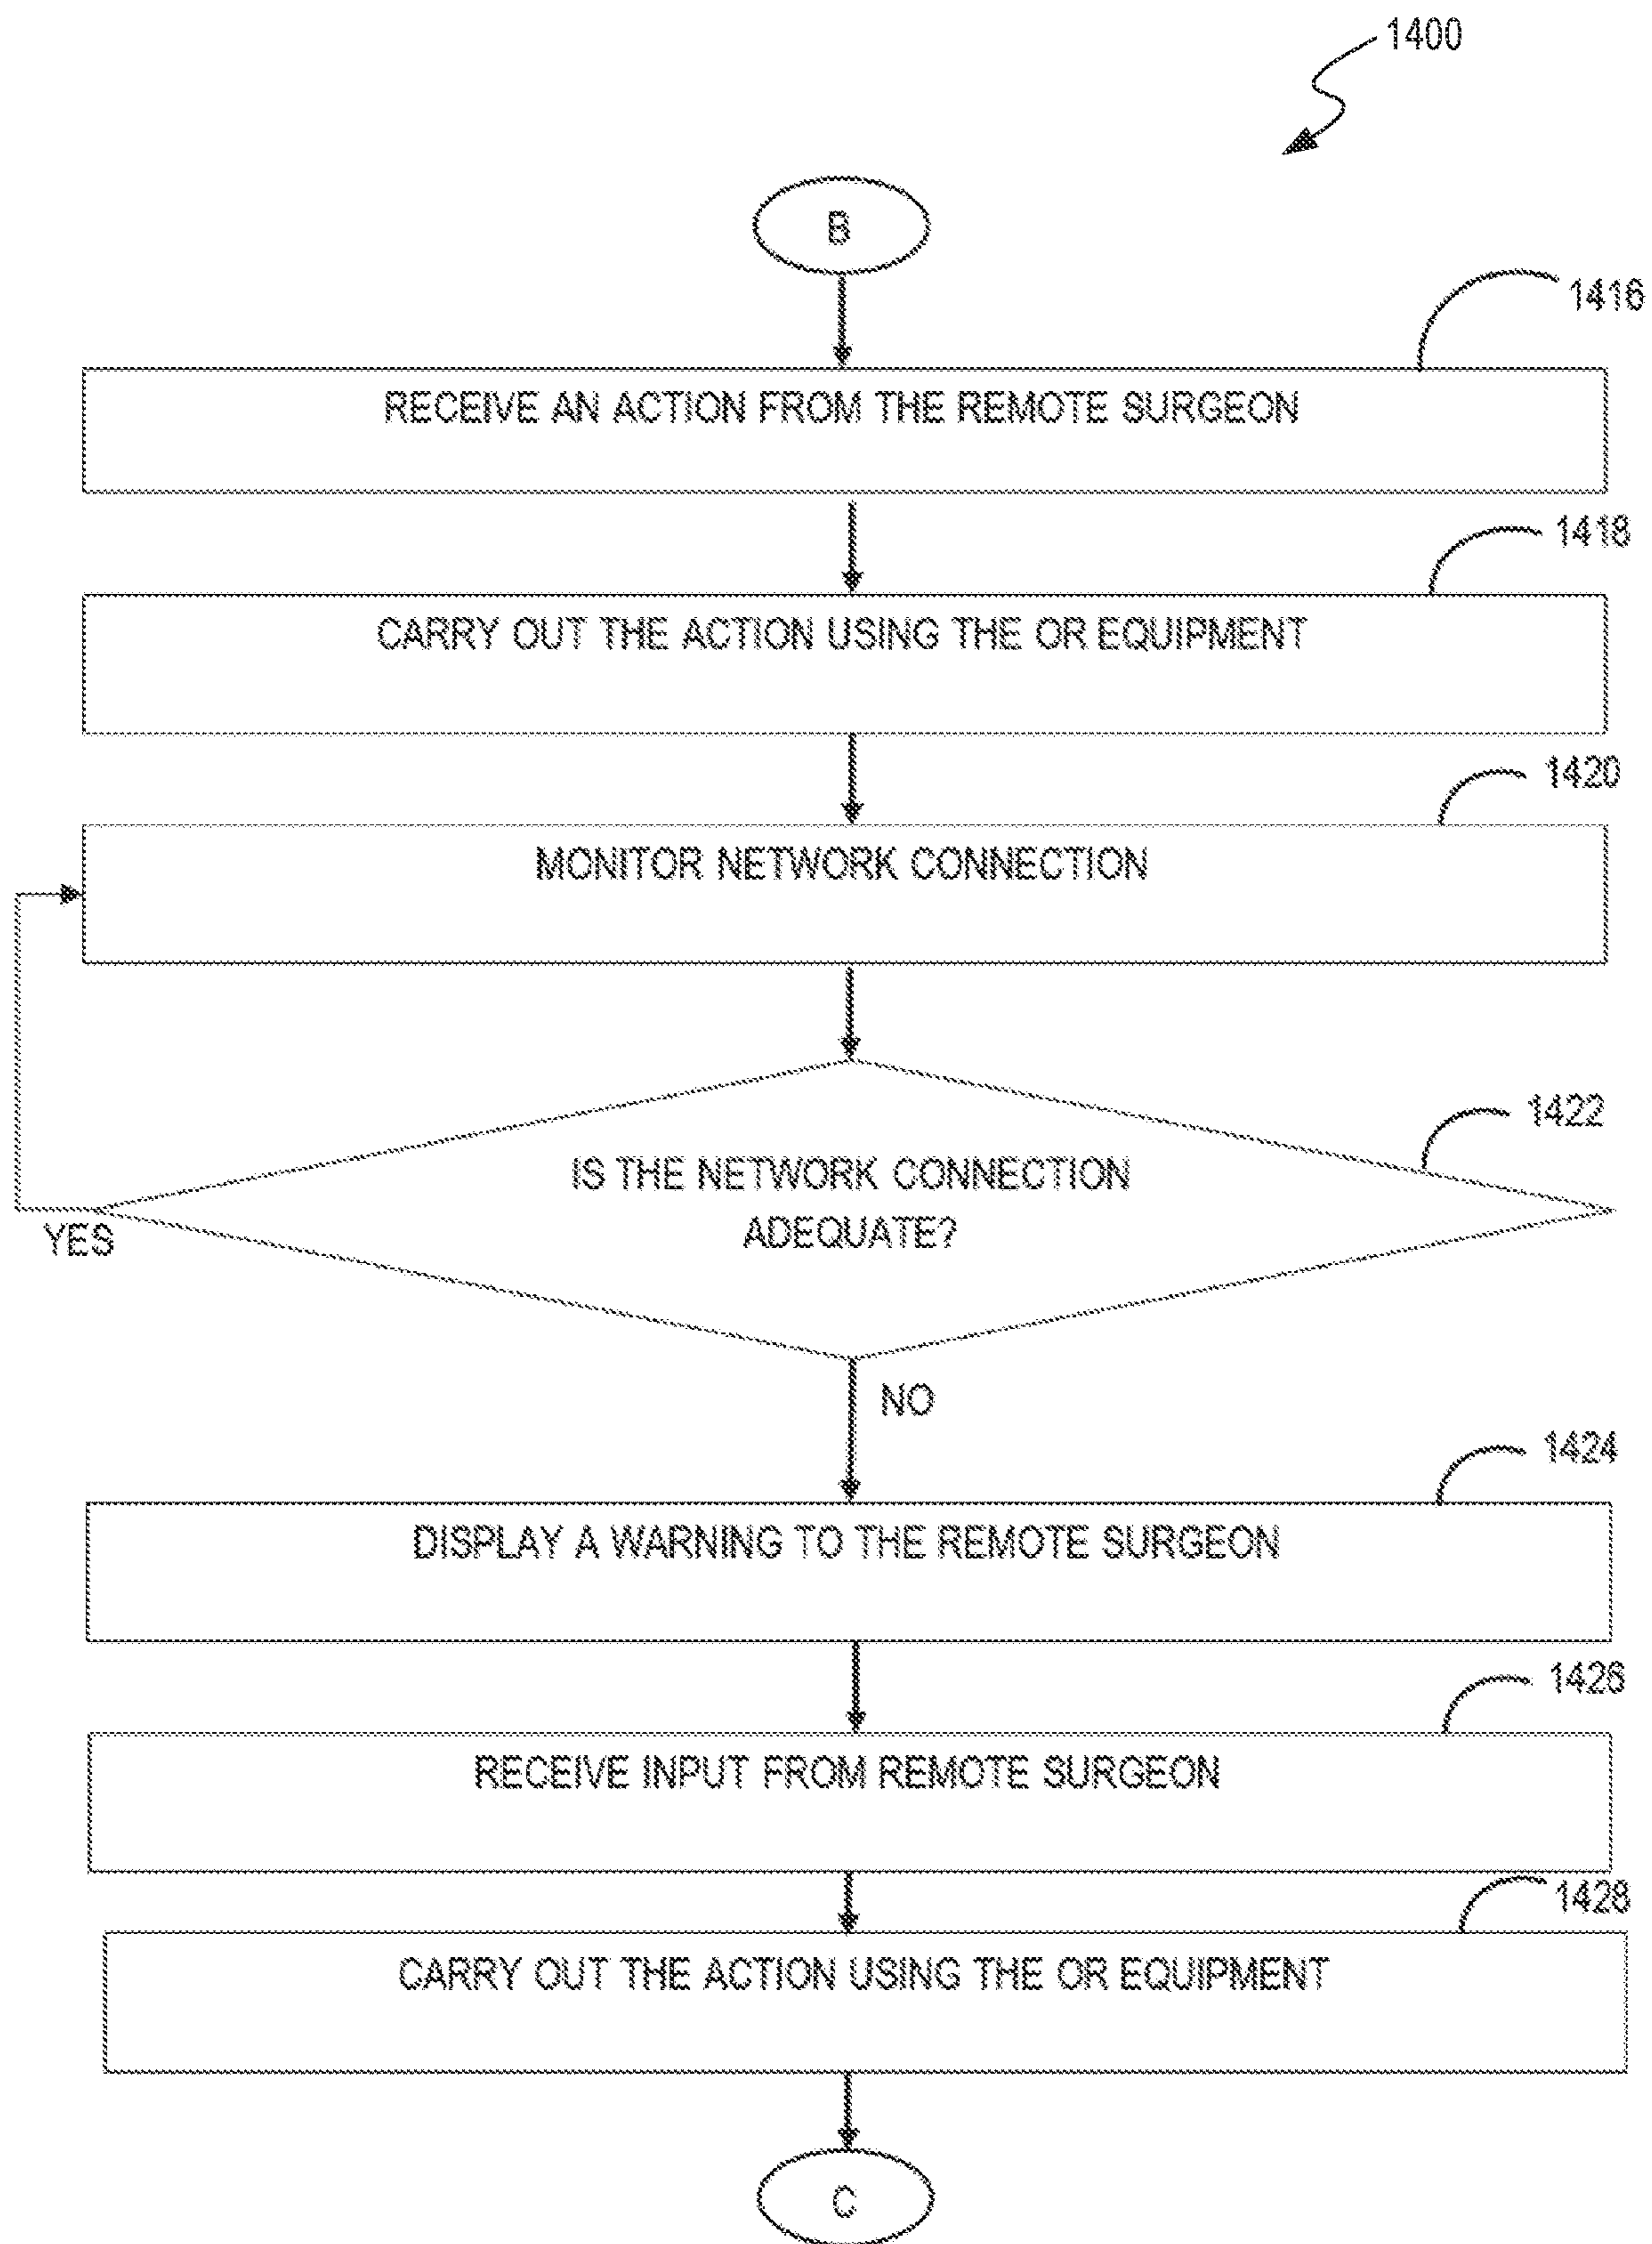 1400
B
1416
RECEIVE AN ACTION FROM THE REMOTE SURGEON
1418
CARRY OUT THE ACTION USING THE OR EQUIPMENT
1420
MONITOR NETWORK CONNECTION
1422
IS THE NETWORK CONNECTION
ADEQUATE?
YES
NO
1424
DISPLAY A WARNING TO THE REMOTE SURGEON
1426
RECEIVE INPUT FROM REMOTE SURGEON
1428
CARRY OUT THE ACTION USING THE OR EQUIPMENT
C